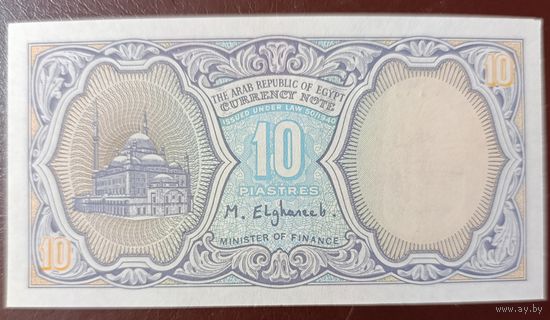 10
THE ARAB REPUBLIC OF EGYPT
CURRENCY NOTE
ISSUED UNDER LAW 50/1940
10
PIASTRES
M. Elghareeb.
MINISTER OF FINANCE
10
www.ay.by